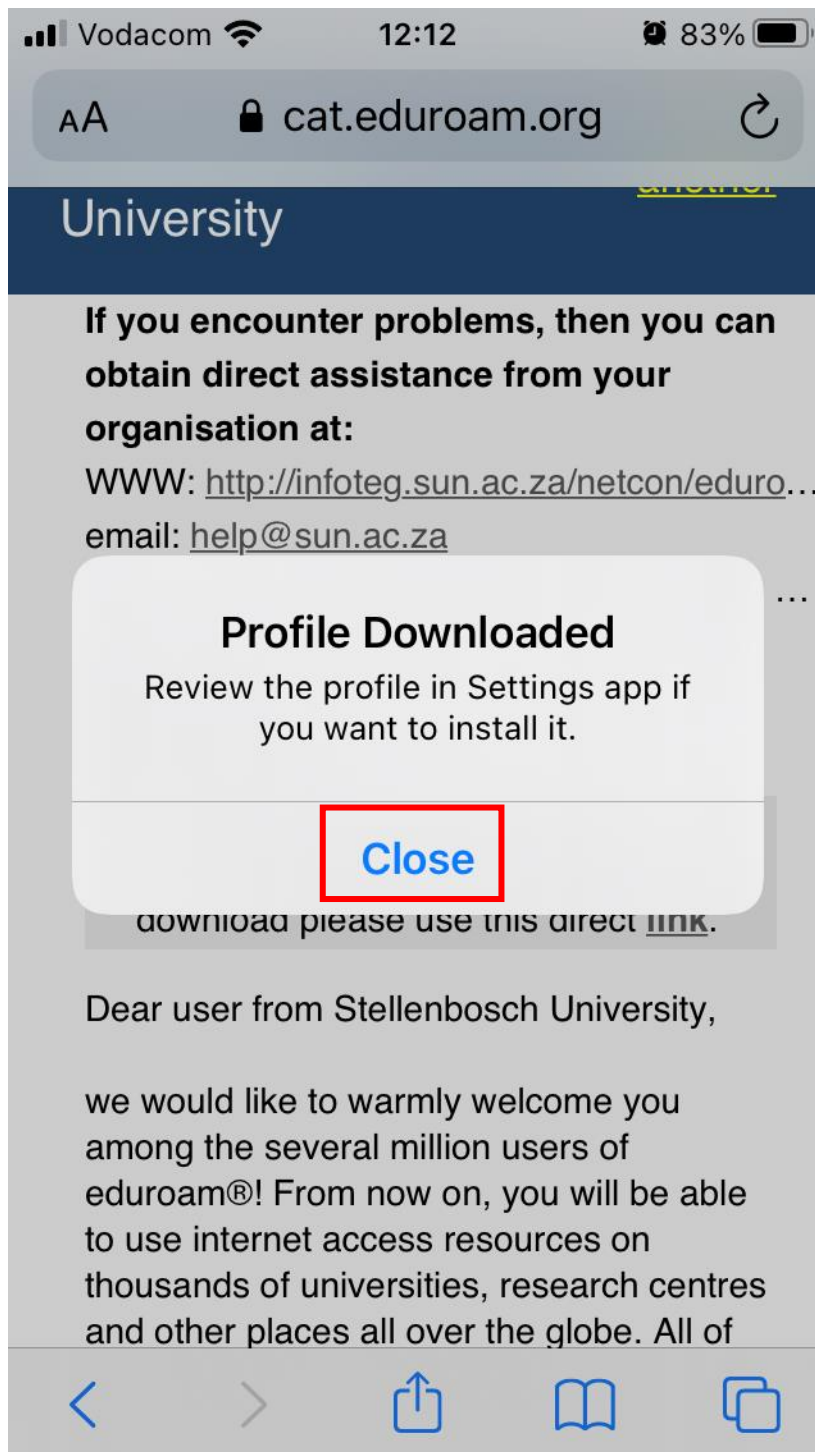 Vodacom 12:12 83%
AA cat.eduroam.org
another
University
If you encounter problems, then you can
obtain direct assistance from your
organisation at:
WWW: http://infoteg.sun.ac.za/netcon/eduro…
email: help@sun.ac.za
…
Profile Downloaded
Review the profile in Settings app if
you want to install it.
Close
download please use this direct link.
Dear user from Stellenbosch University,
we would like to warmly welcome you
among the several million users of
eduroam®! From now on, you will be able
to use internet access resources on
thousands of universities, research centres
and other places all over the globe. All of